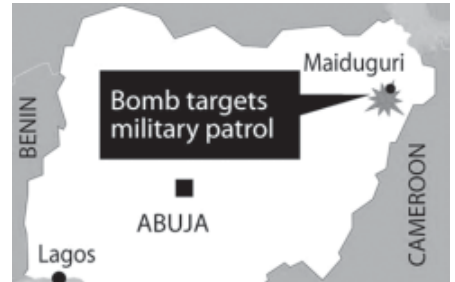 Maiduguri
Bomb targets
military patrol
BENIN
ABUJA
CAMEROON
Lagos